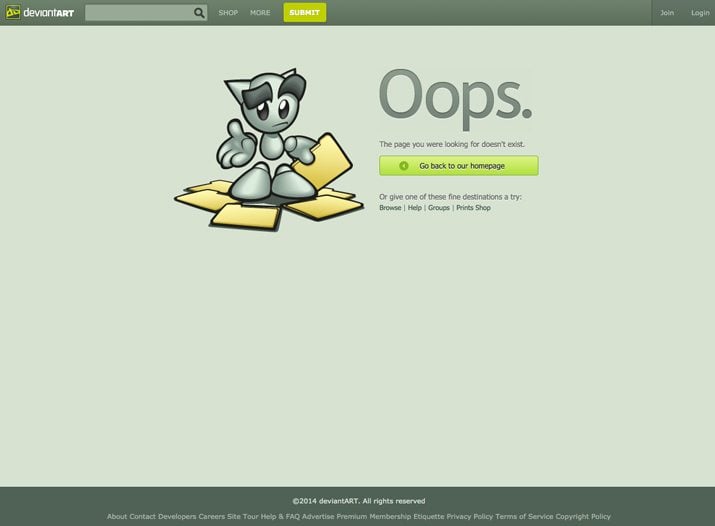 deviantART SHOP MORE SUBMIT Join Login
Oops.
The page you were looking for doesn't exist.
Go back to our homepage
Or give one of these fine destinations a try:
Browse | Help | Groups | Prints Shop
©2014 deviantART. All rights reserved
About Contact Developers Careers Site Tour Help & FAQ Advertise Premium Membership Etiquette Privacy Policy Terms of Service Copyright Policy